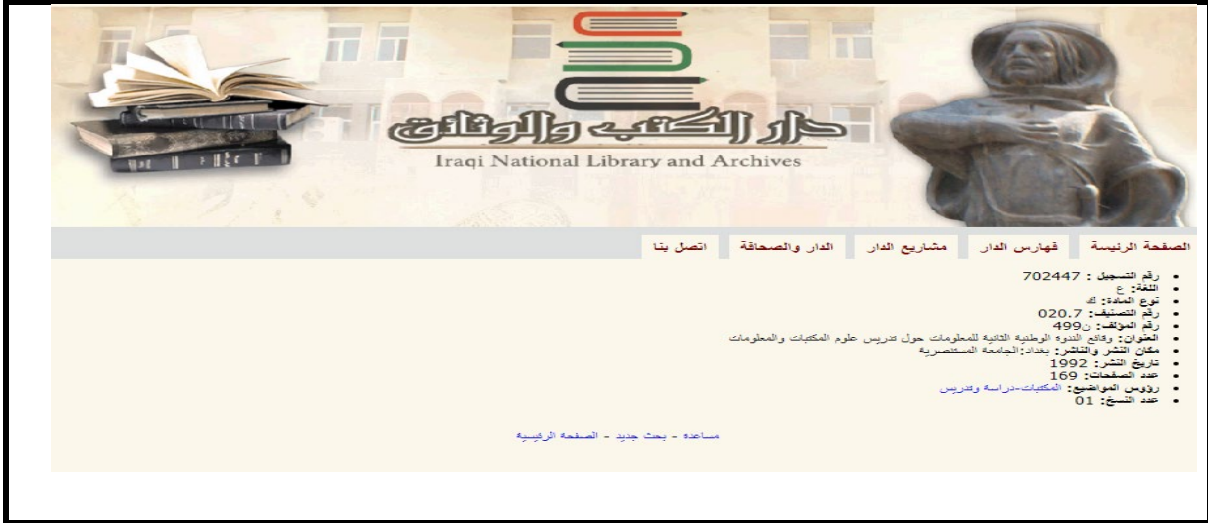 دار الكتب والوثائق
Iraqi National Library and Archives
الصفحة الرئيسة فهارس الدار مشاريع الدار الدار والصحافة اتصل بنا
رقم التسجيل : 702447
اللغة: ع
نوع المادة: ك
رقم التصنيف: 020.7
رقم المؤلف: ن499
العنوان: وقائع الندوة الوطنية الثانية للمعلومات حول تدريس علوم المكتبات والمعلومات
مكان النشر والناشر: بغداد:الجامعة المستنصرية
تاريخ النشر: 1992
عدد الصفحات: 169
رؤوس المواضيع: المكتبات-دراسة وتدريس
عدد النسخ: 01
مساعدة - بحث جديد - الصفحة الرئيسية